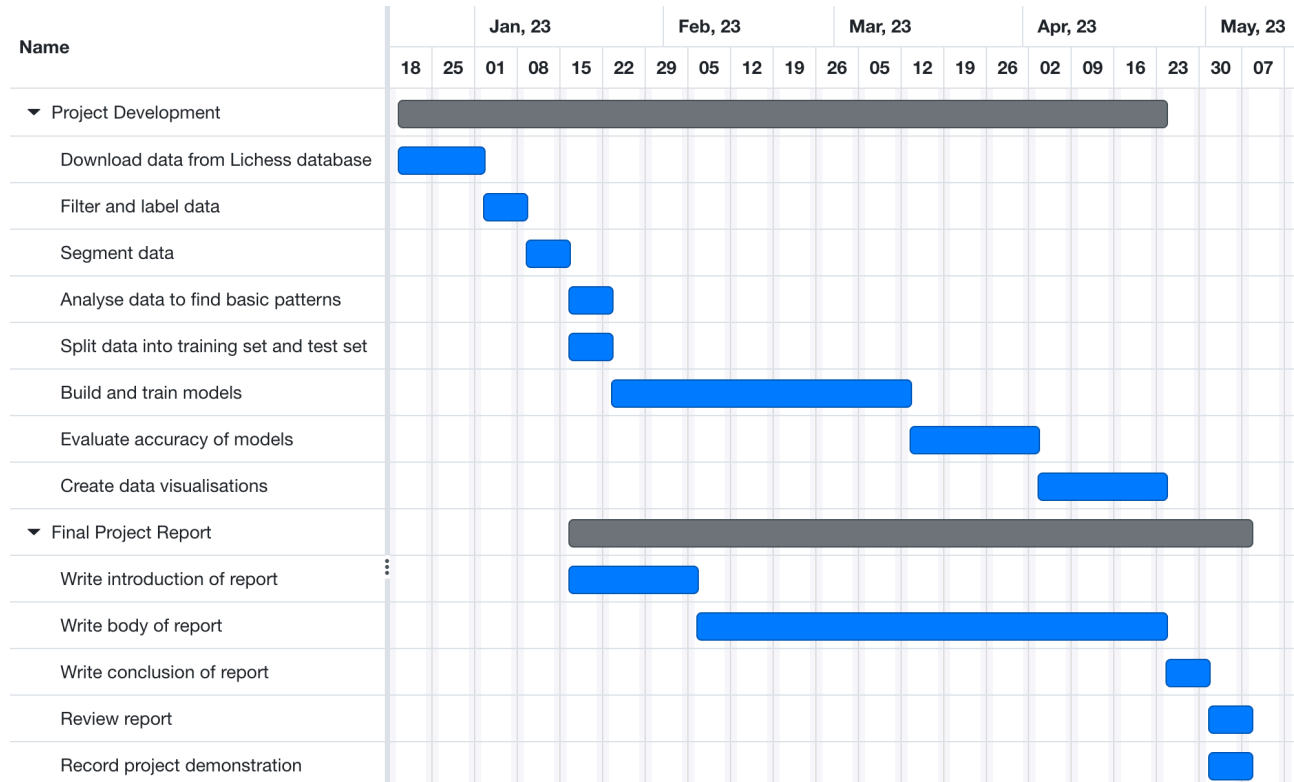 Name
Jan, 23 Feb, 23 Mar, 23 Apr, 23 May, 23
18 25 01 08 15 22 29 05 12 19 26 05 12 19 26 02 09 16 23 30 07
Project Development
Download data from Lichess database
Filter and label data
Segment data
Analyse data to find basic patterns
Split data into training set and test set
Build and train models
Evaluate accuracy of models
Create data visualisations
Final Project Report
Write introduction of report
Write body of report
Write conclusion of report
Review report
Record project demonstration